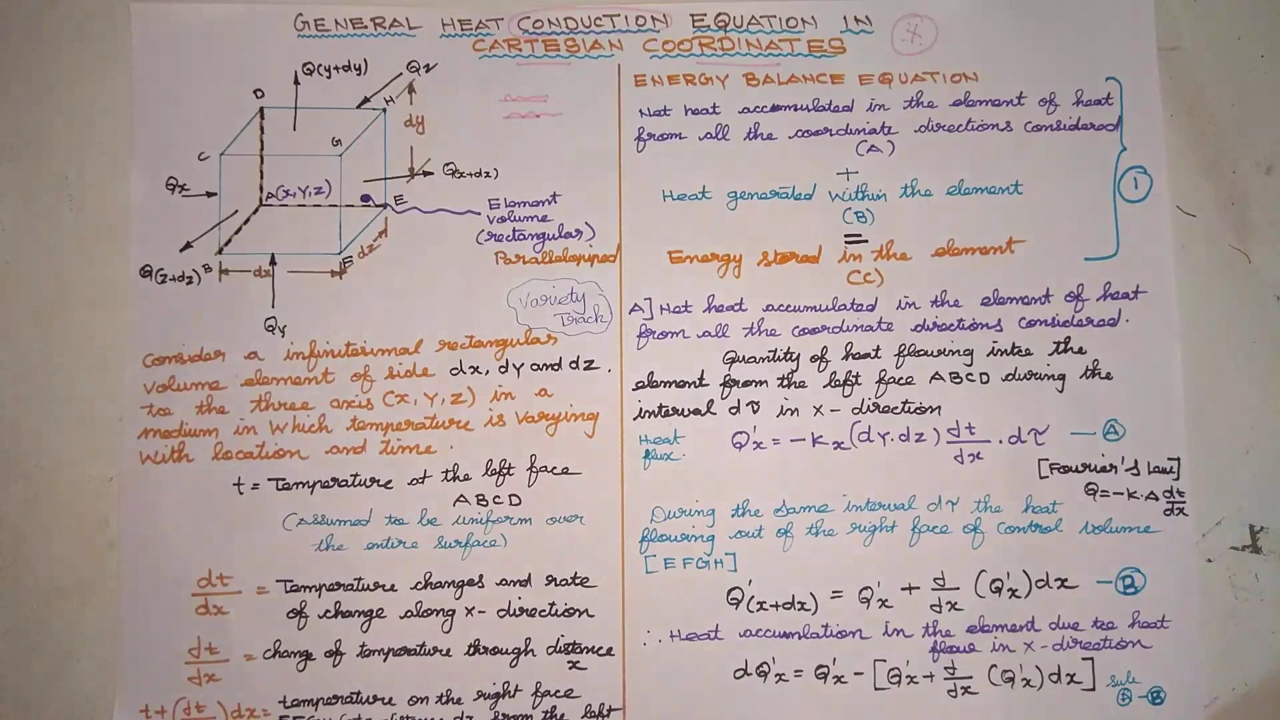 GENERAL HEAT CONDUCTION EQUATION IN
CARTESIAN COORDINATES
Q(y+dy)
Qz
D
H
dy
C
G
Qx
A(x,y,z)
Q(x+dx)
E
Element
volume
(rectangular)
Parallelopiped
Q(z+dz)
B
dx
F
dz
Qy
Variety
Track
Consider a infinitesimal rectangular
volume element of side dx, dy and dz.
to the three axis (x, y, z) in a
medium in which temperature is varying
with location and time.
t = Temperature at the left face
ABCD
(assumed to be uniform over
the entire surface)
dt/dx = Temperature changes and rate
of change along x-direction
dt/dx = change of temperature through distance
x
t+(dt/dx)dx = temperature on the right face
from the left
ENERGY BALANCE EQUATION
Net heat accumulated in the element of heat
from all the coordinate directions considered
(A)
+
Heat generated within the element
(B)
=
Energy stored in the element
(C)
1
A] Net heat accumulated in the element of heat
from all the coordinate directions considered.
Quantity of heat flowing into the
element from the left face ABCD during the
interval dτ in x-direction
Heat
flux.
Q'x = -Kx(dy.dz) dt/dx . dτ — A
[Fourier's Law]
Q=-K.A dt/dx
During the same interval dτ the heat
flowing out of the right face of control volume
[EFGH]
Q'(x+dx) = Q'x + d/dx (Q'x)dx — B
∴ Heat accumlation in the element due to heat
flow in x-direction
dQ'x = Q'x - [Q'x + d/dx (Q'x)dx] sub
A - B